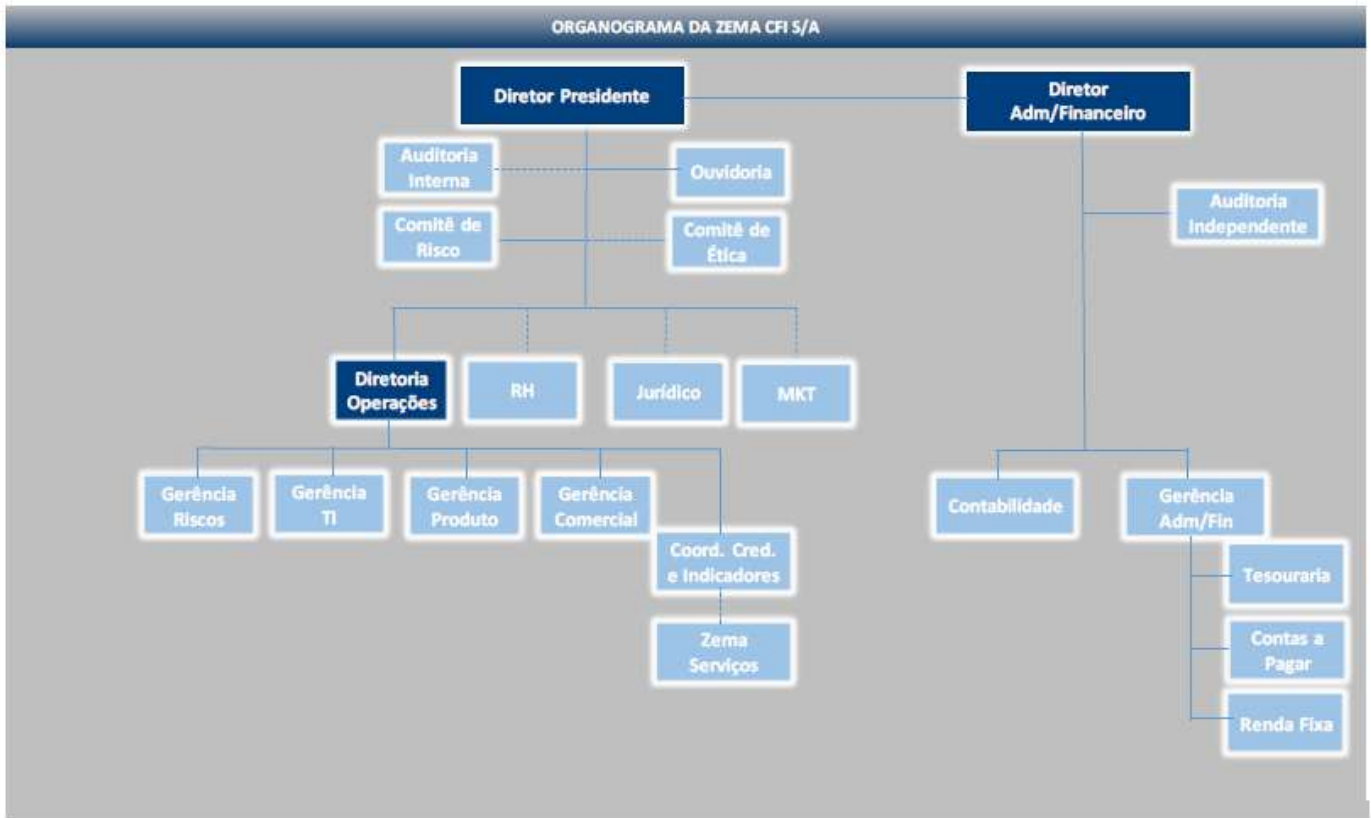 ORGANOGRAMA DA ZEMA CFI S/A
Diretor Presidente
Diretor
Adm/Financeiro
Auditoria
Interna
Ouvidoria
Comitê de
Risco
Comitê de
Ética
Auditoria
Independente
Diretoria
Operações
RH
Jurídico
MKT
Gerência
Riscos
Gerência
TI
Gerência
Produto
Gerência
Comercial
Coord. Cred.
e Indicadores
Zema
Serviços
Contabilidade
Gerência
Adm/Fin
Tesouraria
Contas a
Pagar
Renda Fixa